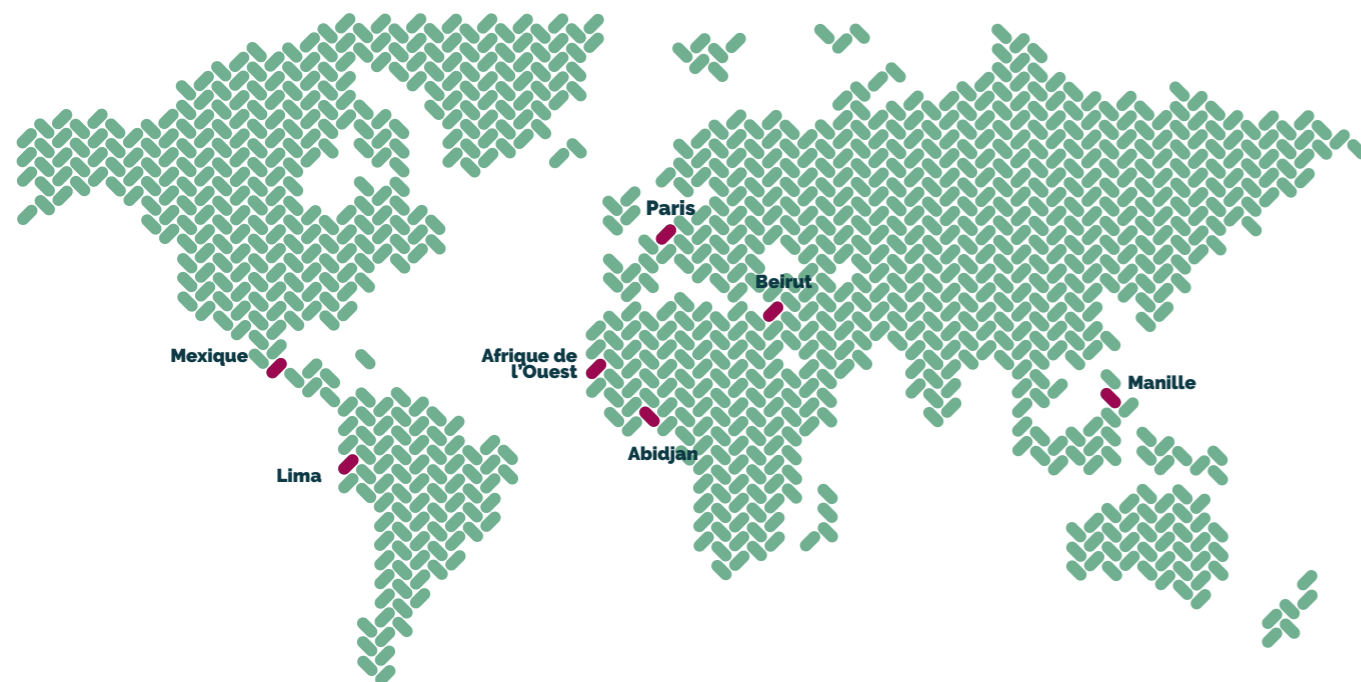 Paris
Beirut
Mexique
Afrique de
l'Ouest
Manille
Abidjan
Lima